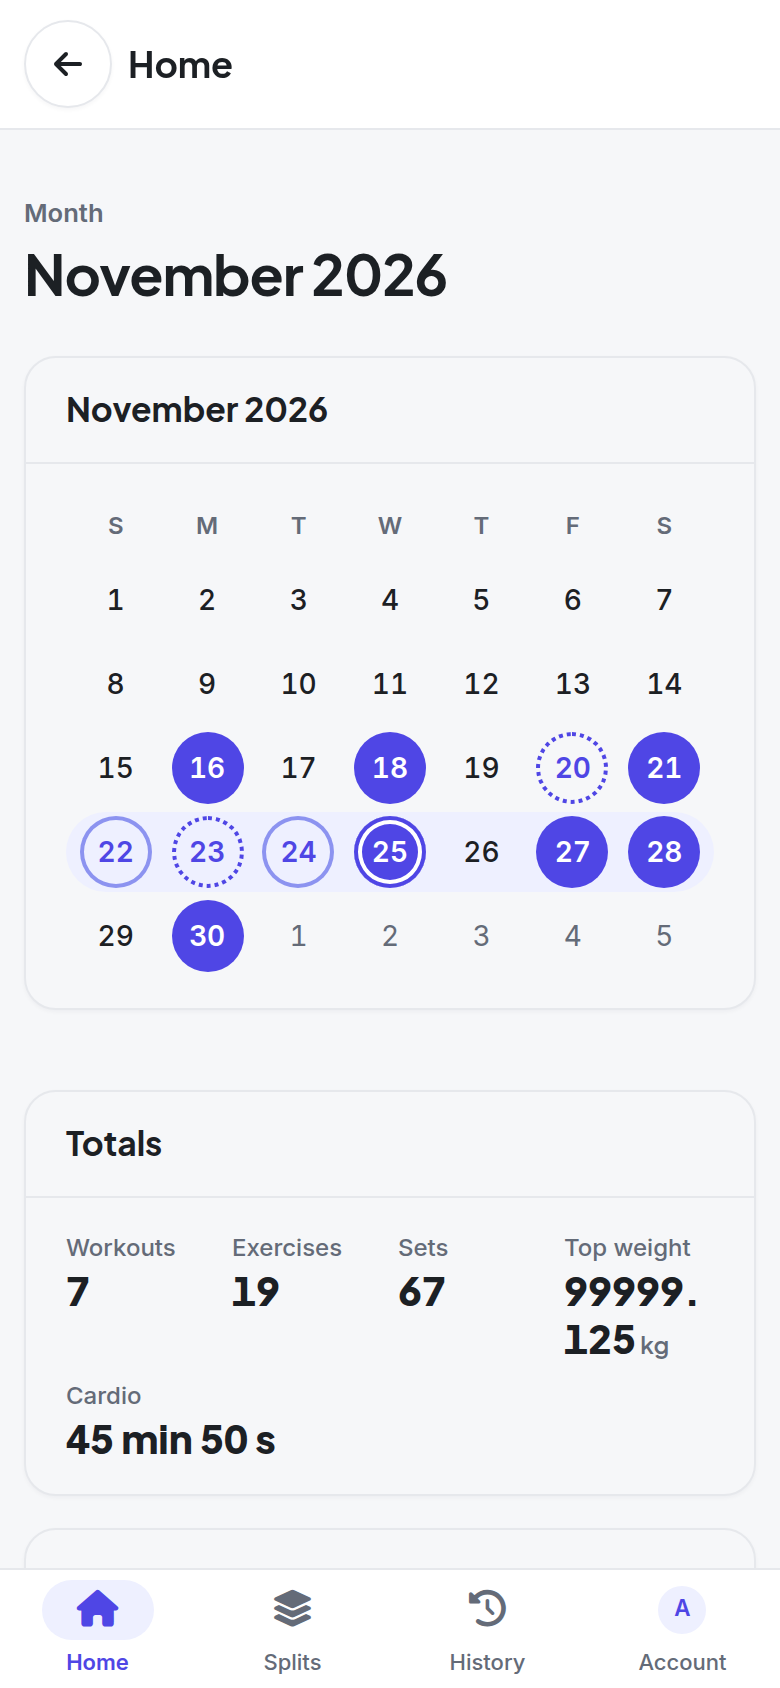 Home
Month
November 2026
November 2026
S M T W T F S
1 2 3 4 5 6 7
8 9 10 11 12 13 14
15 16 17 18 19 20 21
22 23 24 25 26 27 28
29 30 1 2 3 4 5
Totals
Workouts Exercises Sets Top weight
7 19 67 99999.
125 kg
Cardio
45 min 50 s
A
Home Splits History Account